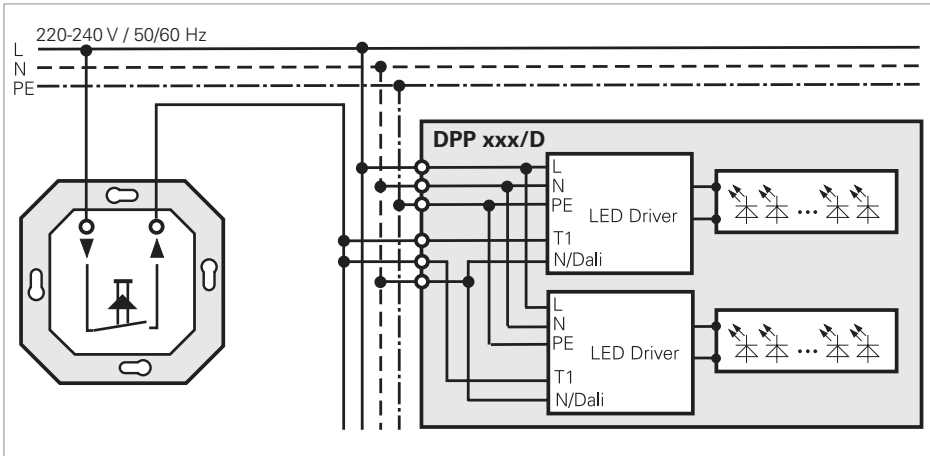 220-240 V / 50/60 Hz
L
N
PE
DPP xxx/D
L
N
PE
LED Driver
T1
N/Dali
L
N
PE
LED Driver
T1
N/Dali